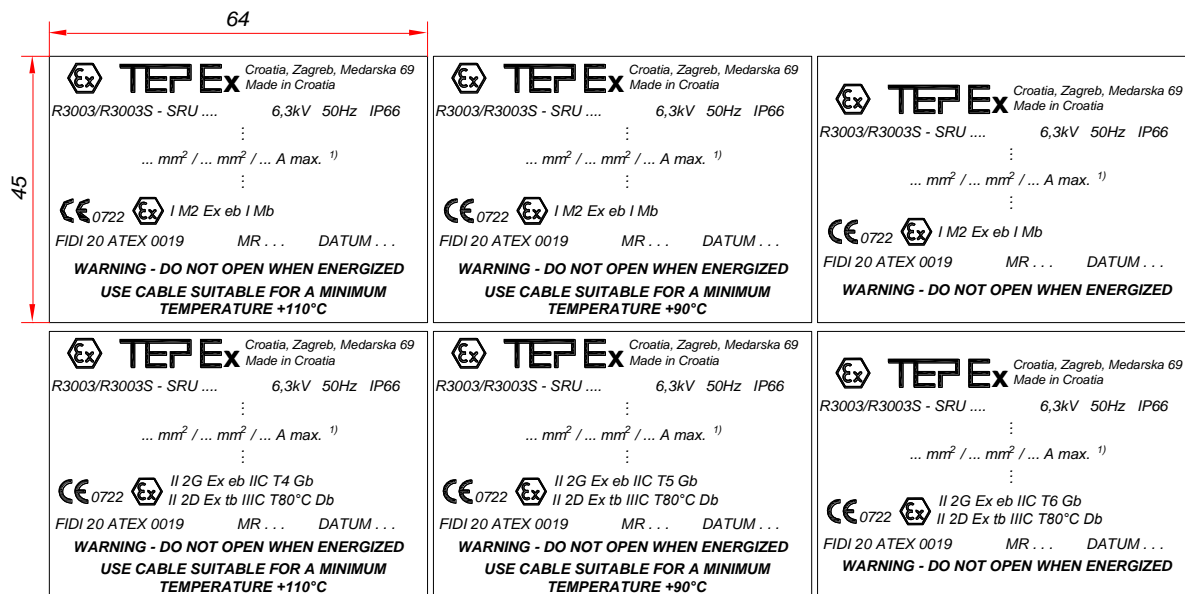 64
45
Ex TEP Ex Croatia, Zagreb, Medarska 69
Made in Croatia
R3003/R3003S - SRU .... 6,3kV 50Hz IP66
... mm² / ... mm² / ... A max. ¹⁾
CE 0722 Ex I M2 Ex eb I Mb
FIDI 20 ATEX 0019 MR . . . DATUM . . .
WARNING - DO NOT OPEN WHEN ENERGIZED
USE CABLE SUITABLE FOR A MINIMUM
TEMPERATURE +110°C
Ex TEP Ex Croatia, Zagreb, Medarska 69
Made in Croatia
R3003/R3003S - SRU .... 6,3kV 50Hz IP66
... mm² / ... mm² / ... A max. ¹⁾
CE 0722 Ex I M2 Ex eb I Mb
FIDI 20 ATEX 0019 MR . . . DATUM . . .
WARNING - DO NOT OPEN WHEN ENERGIZED
USE CABLE SUITABLE FOR A MINIMUM
TEMPERATURE +90°C
Ex TEP Ex Croatia, Zagreb, Medarska 69
Made in Croatia
R3003/R3003S - SRU .... 6,3kV 50Hz IP66
... mm² / ... mm² / ... A max. ¹⁾
CE 0722 Ex I M2 Ex eb I Mb
FIDI 20 ATEX 0019 MR . . . DATUM . . .
WARNING - DO NOT OPEN WHEN ENERGIZED
Ex TEP Ex Croatia, Zagreb, Medarska 69
Made in Croatia
R3003/R3003S - SRU .... 6,3kV 50Hz IP66
... mm² / ... mm² / ... A max. ¹⁾
CE 0722 Ex II 2G Ex eb IIC T4 Gb
II 2D Ex tb IIIC T80°C Db
FIDI 20 ATEX 0019 MR . . . DATUM . . .
WARNING - DO NOT OPEN WHEN ENERGIZED
USE CABLE SUITABLE FOR A MINIMUM
TEMPERATURE +110°C
Ex TEP Ex Croatia, Zagreb, Medarska 69
Made in Croatia
R3003/R3003S - SRU .... 6,3kV 50Hz IP66
... mm² / ... mm² / ... A max. ¹⁾
CE 0722 Ex II 2G Ex eb IIC T5 Gb
II 2D Ex tb IIIC T80°C Db
FIDI 20 ATEX 0019 MR . . . DATUM . . .
WARNING - DO NOT OPEN WHEN ENERGIZED
USE CABLE SUITABLE FOR A MINIMUM
TEMPERATURE +90°C
Ex TEP Ex Croatia, Zagreb, Medarska 69
Made in Croatia
R3003/R3003S - SRU .... 6,3kV 50Hz IP66
... mm² / ... mm² / ... A max. ¹⁾
CE 0722 Ex II 2G Ex eb IIC T6 Gb
II 2D Ex tb IIIC T80°C Db
FIDI 20 ATEX 0019 MR . . . DATUM . . .
WARNING - DO NOT OPEN WHEN ENERGIZED